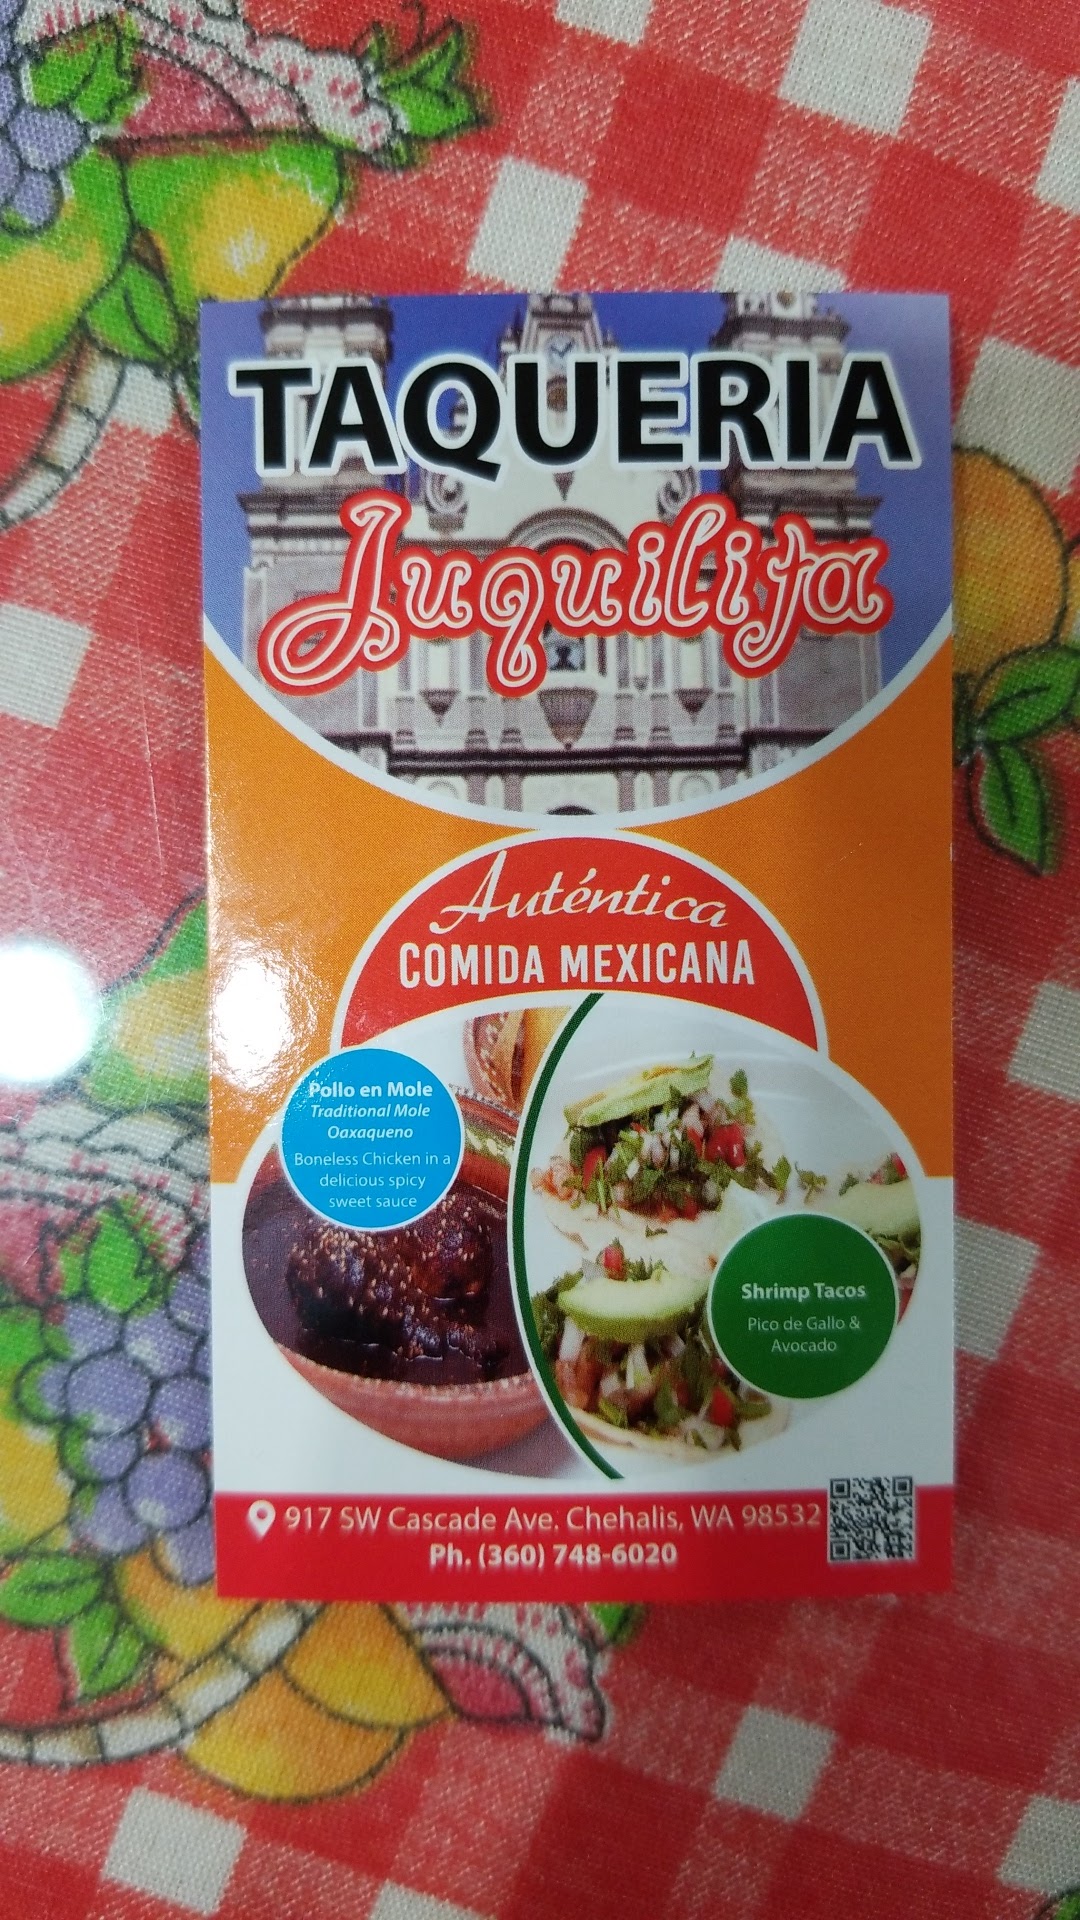 TAQUERIA
Juquilita
Auténtica
COMIDA MEXICANA
Pollo en Mole
Traditional Mole
Oaxaqueno
Boneless Chicken in a
delicious spicy
sweet sauce
Shrimp Tacos
Pico de Gallo &
Avocado
917 SW Cascade Ave. Chehalis, WA 98532
Ph. (360) 748-6020